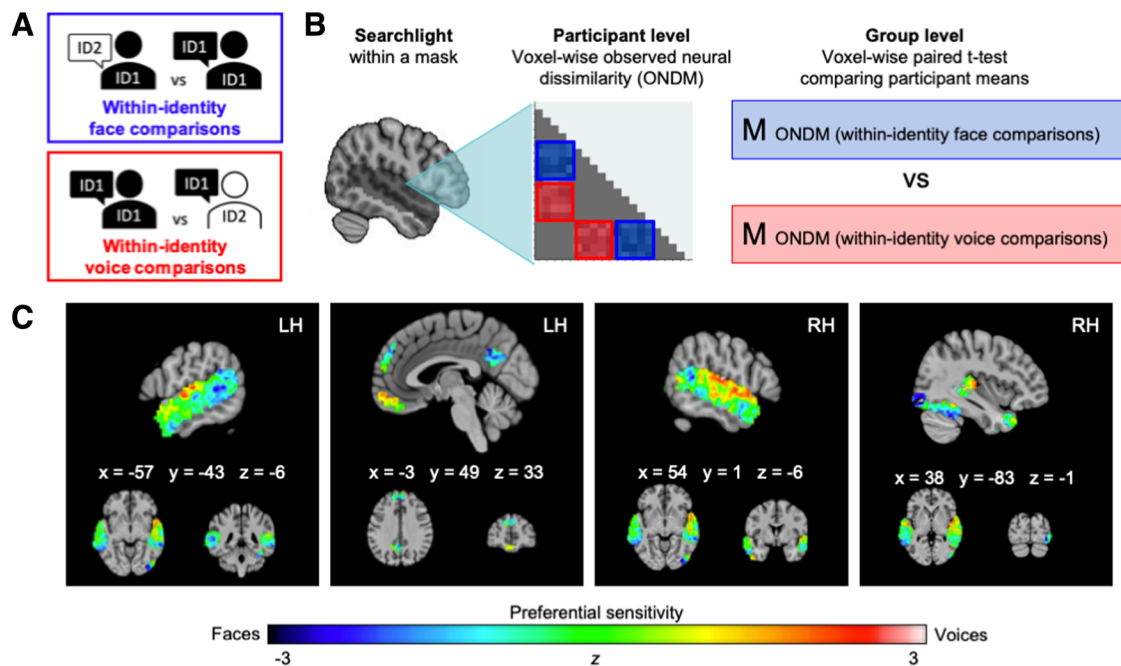 A
ID2
ID1
vs
ID1
ID1
Within-identity
face comparisons
ID1
ID1
vs
ID1
ID2
Within-identity
voice comparisons
B
Searchlight
within a mask
Participant level
Voxel-wise observed neural
dissimilarity (ONDM)
Group level
Voxel-wise paired t-test
comparing participant means
M ONDM (within-identity face comparisons)
VS
M ONDM (within-identity voice comparisons)
C
LH
x = -57 y = -43 z = -6
LH
x = -3 y = 49 z = 33
RH
x = 54 y = 1 z = -6
RH
x = 38 y = -83 z = -1
Preferential sensitivity
Faces
Voices
-3
z
3